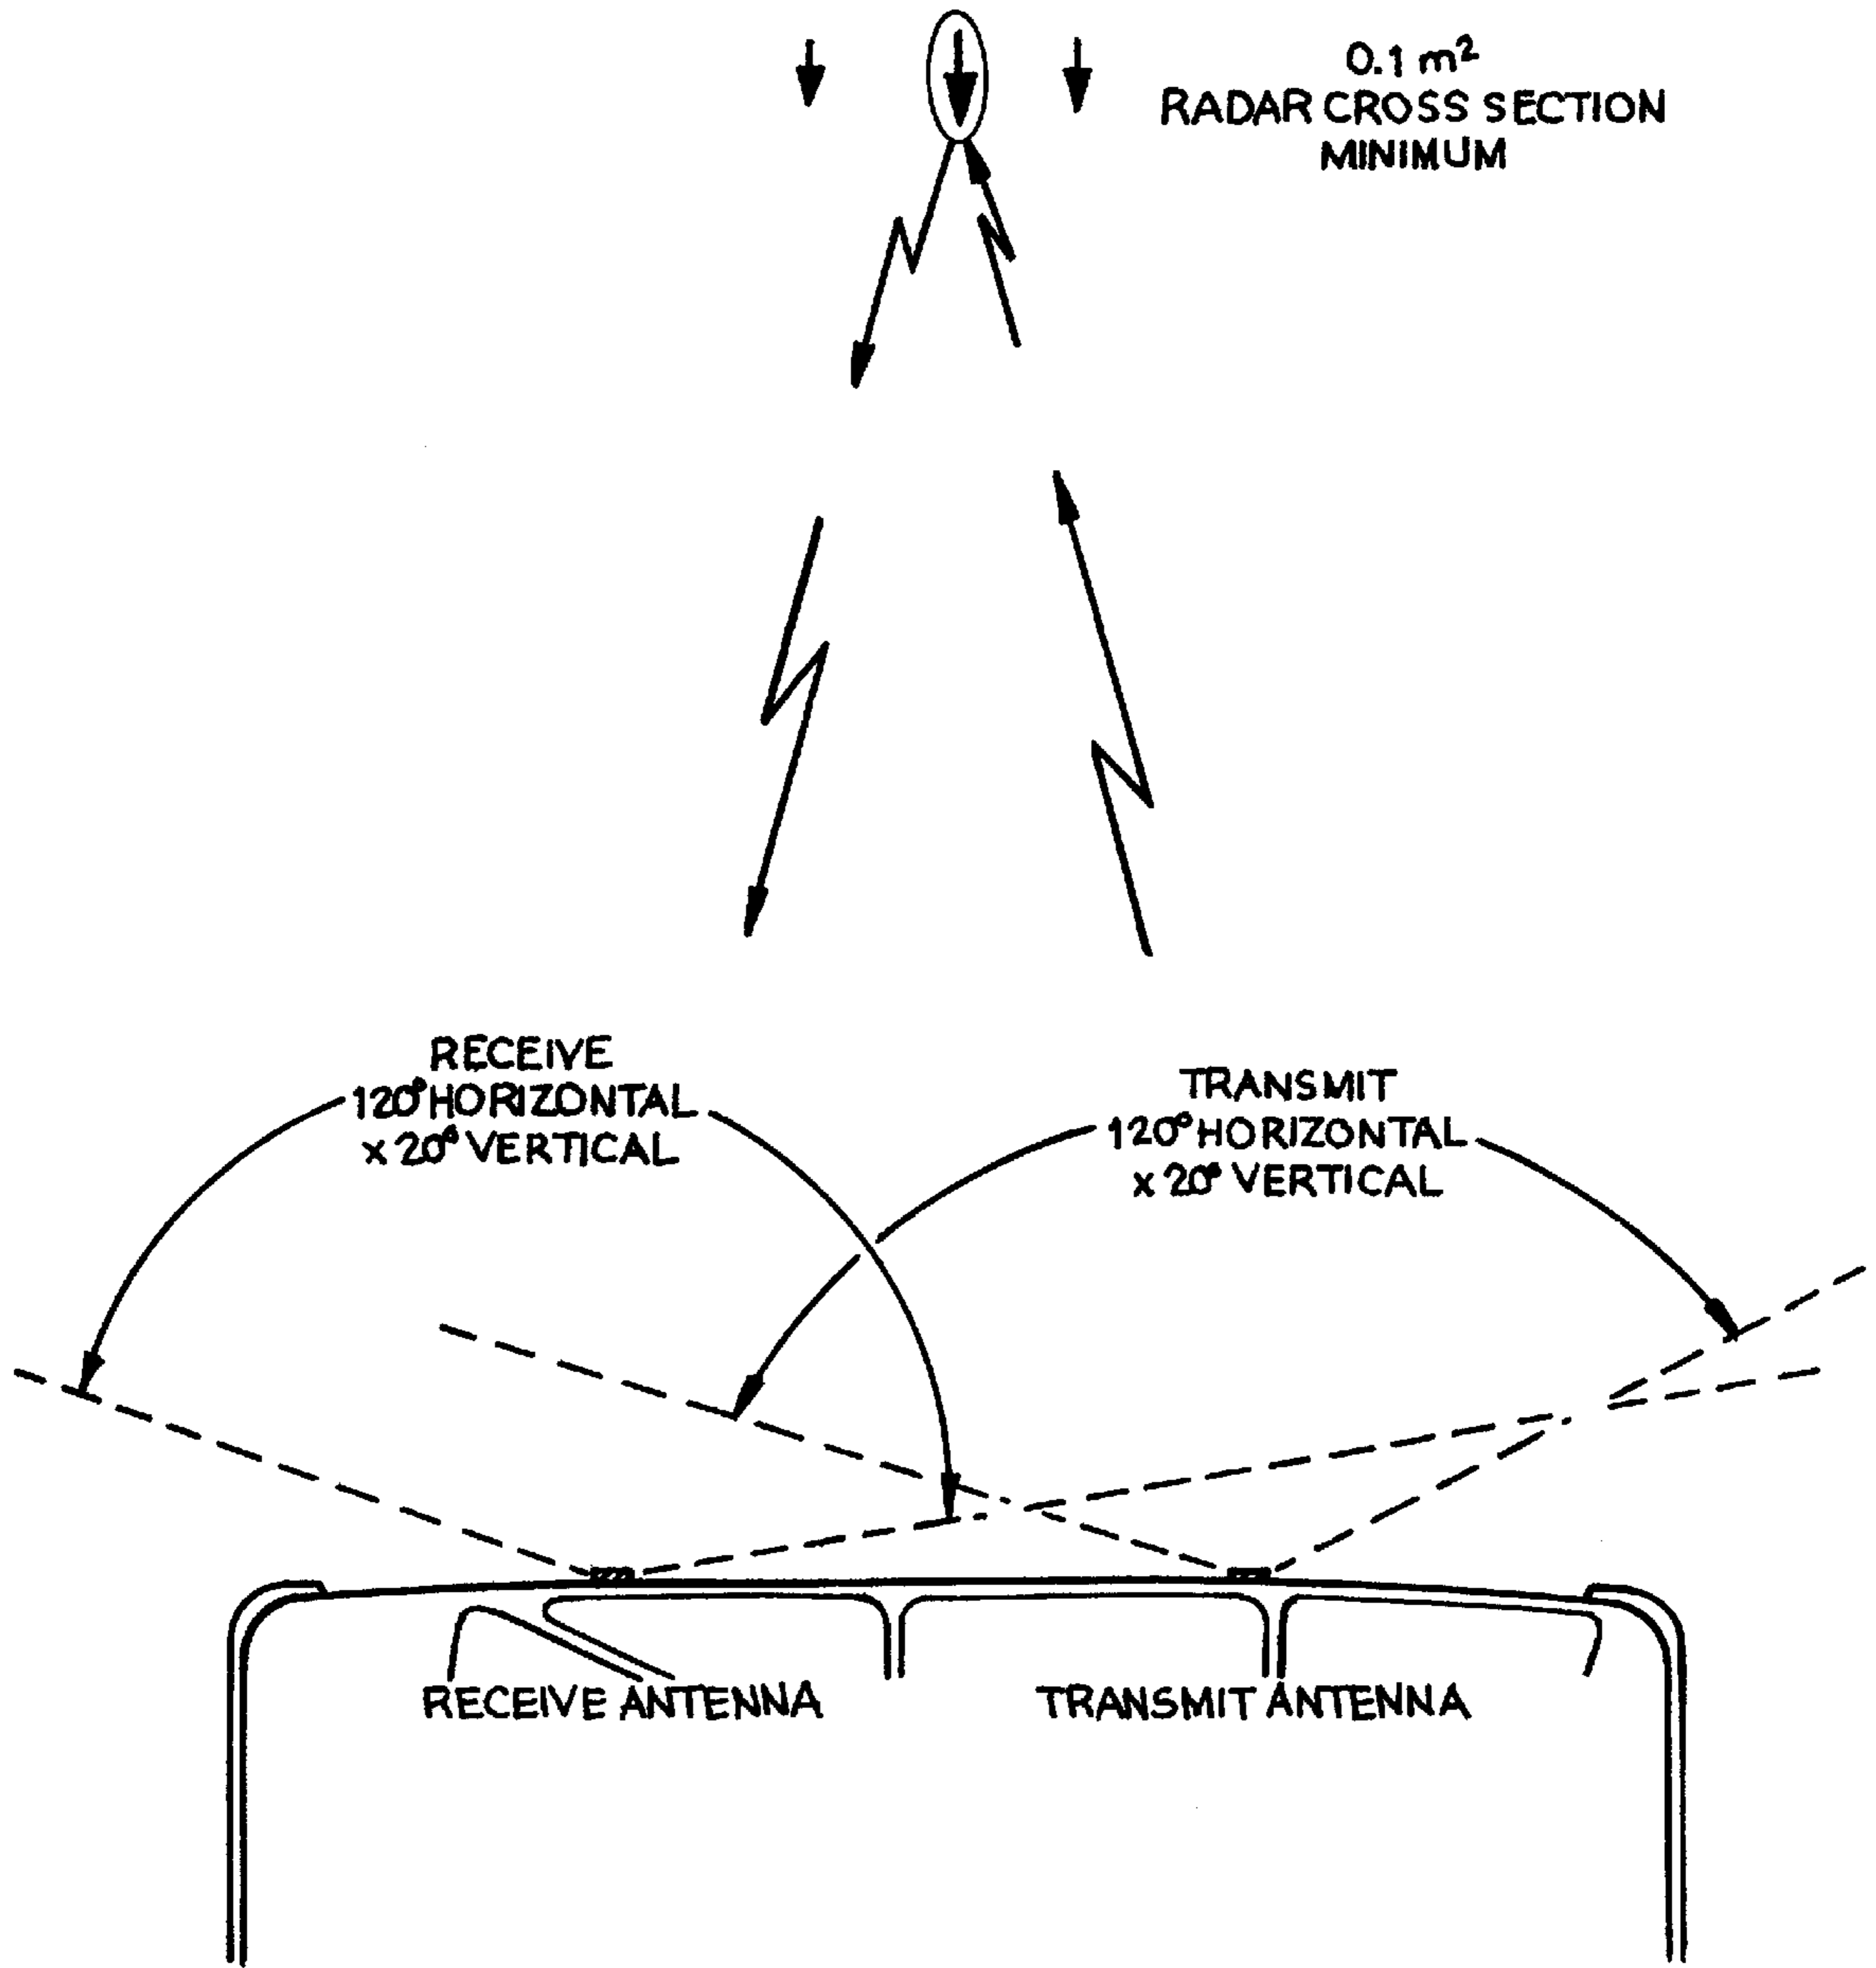 0.1 m²
RADAR CROSS SECTION
MINIMUM
RECEIVE
120° HORIZONTAL
x 20° VERTICAL
TRANSMIT
120° HORIZONTAL
x 20° VERTICAL
RECEIVE ANTENNA
TRANSMIT ANTENNA